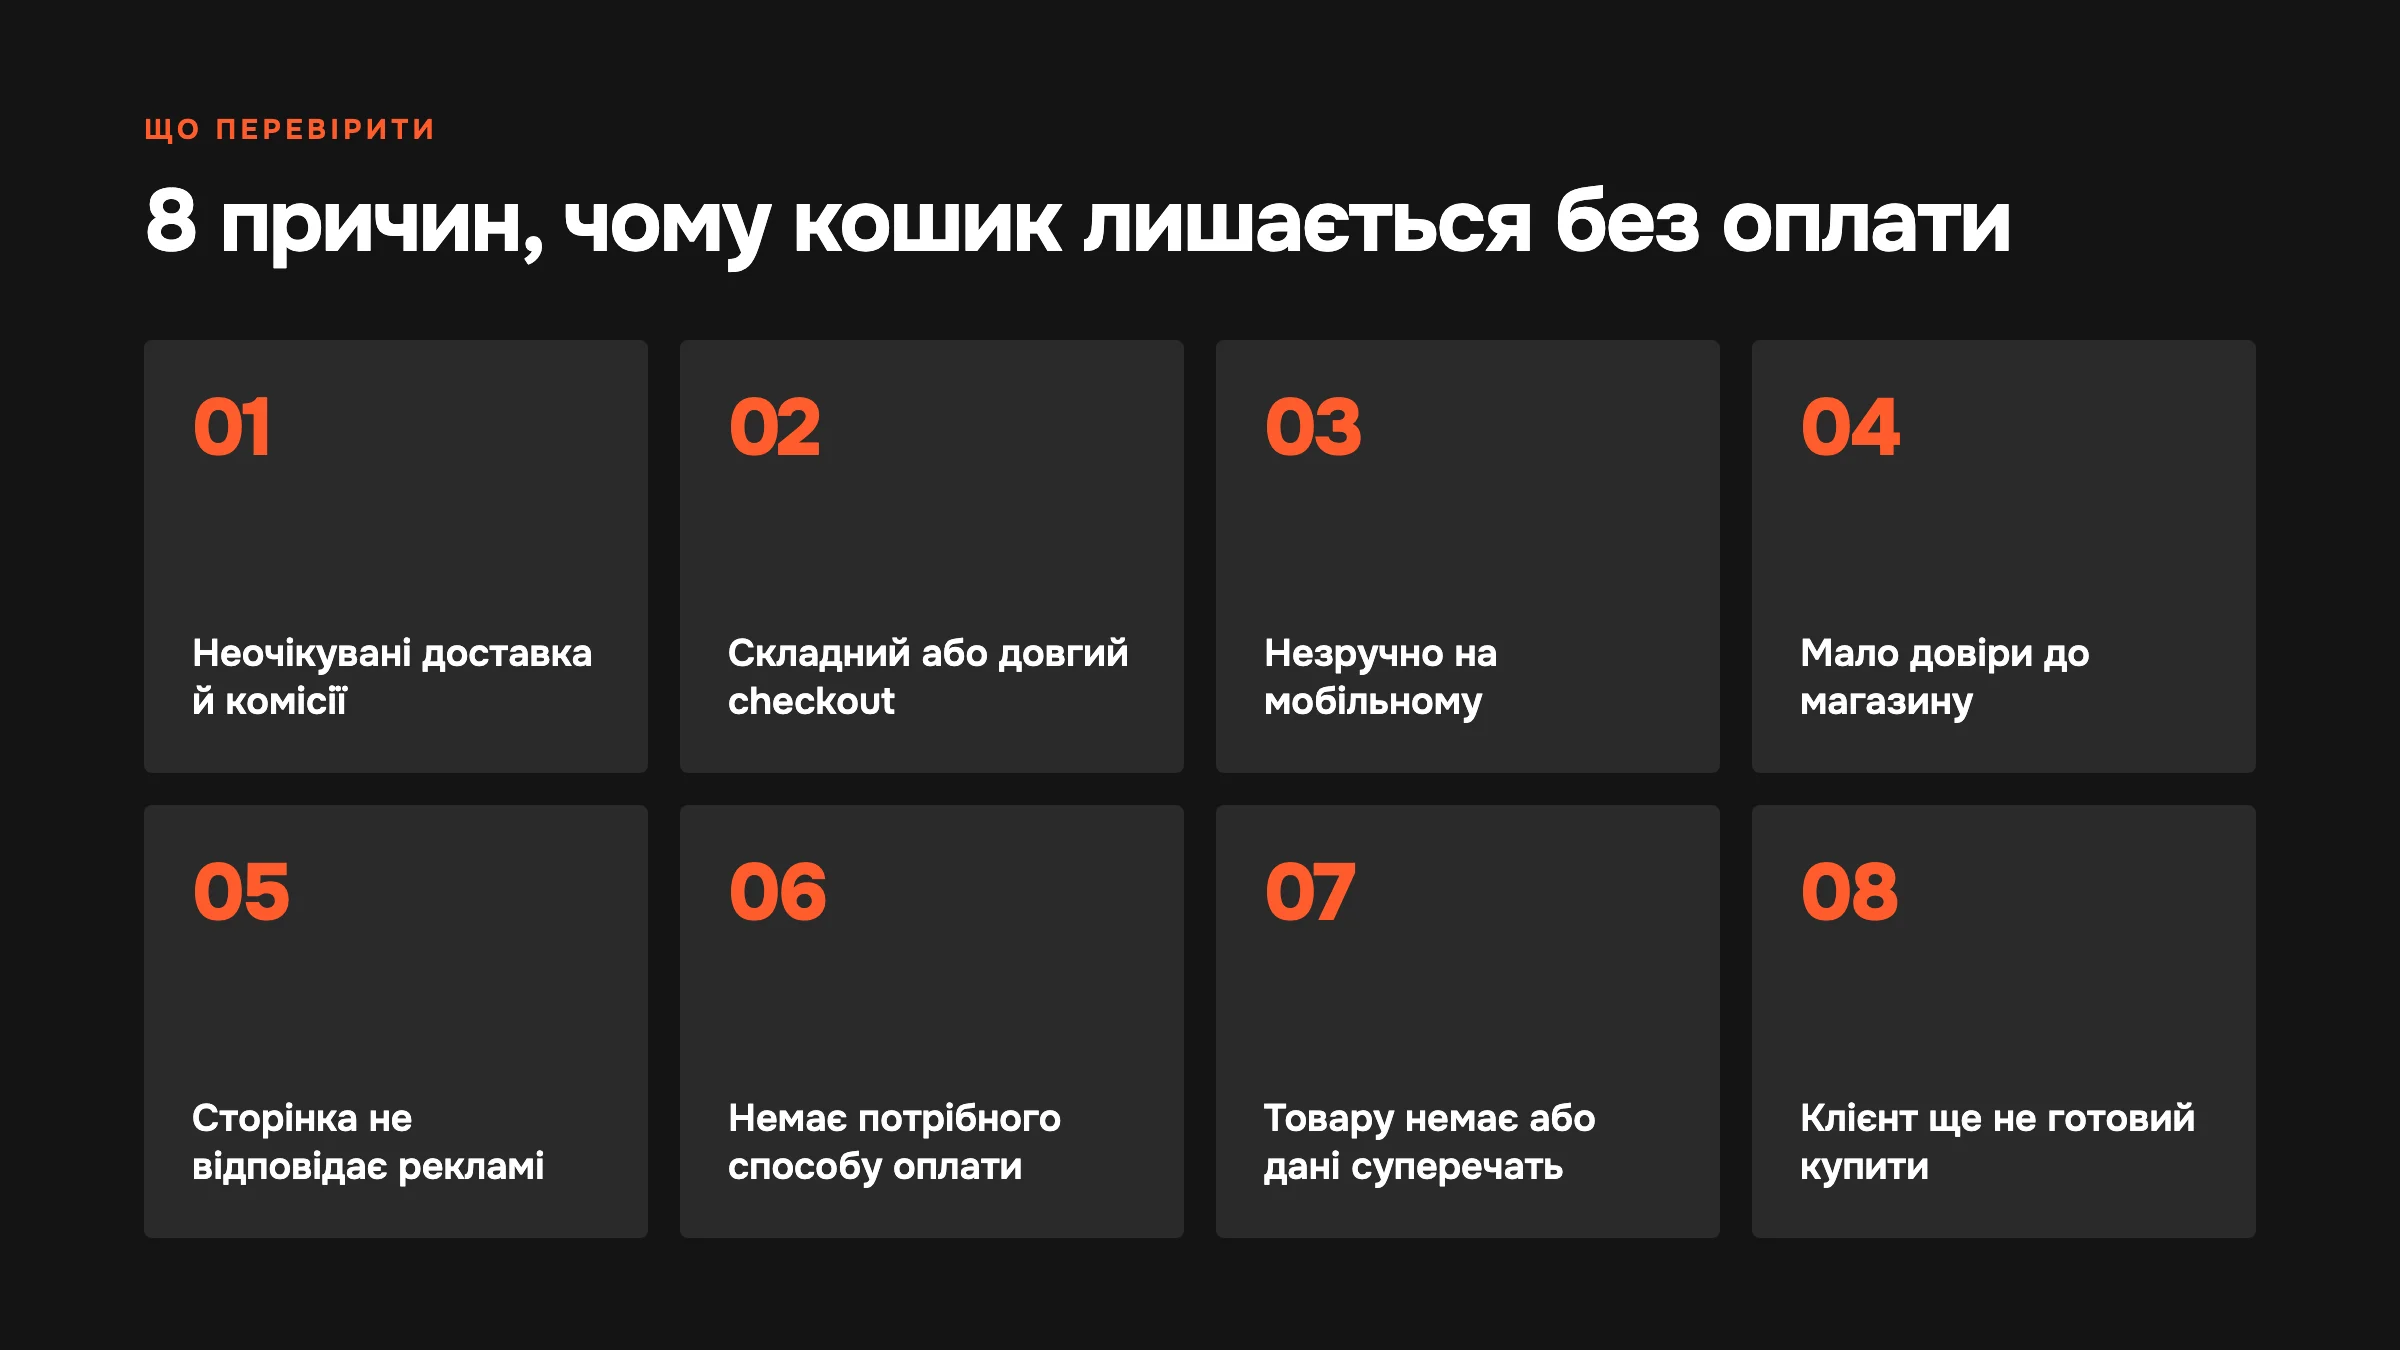 ЩО ПЕРЕВІРИТИ
8 причин, чому кошик лишається без оплати
01
Неочікувані доставка
й комісії
02
Складний або довгий
checkout
03
Незручно на
мобільному
04
Мало довіри до
магазину
05
Сторінка не
відповідає рекламі
06
Немає потрібного
способу оплати
07
Товару немає або
дані суперечать
08
Клієнт ще не готовий
купити